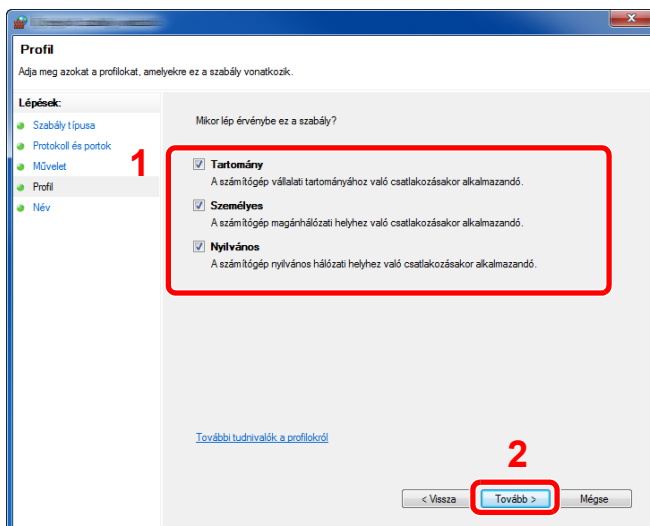 Profil
Adja meg azokat a profilokat, amelyekre ez a szabály vonatkozik.
Lépések:
Szabály típusa
Protokoll és portok
Művelet
Profil
Név
1
Mikor lép érvénybe ez a szabály?
Tartomány
A számítógép vállalati tartományához való csatlakozásakor alkalmazandó.
Személyes
A számítógép magánhálózati helyhez való csatlakozásakor alkalmazandó.
Nyilvános
A számítógép nyilvános hálózati helyhez való csatlakozásakor alkalmazandó.
További tudnivalók a profilokról
2
< Vissza Tovább > Mégse